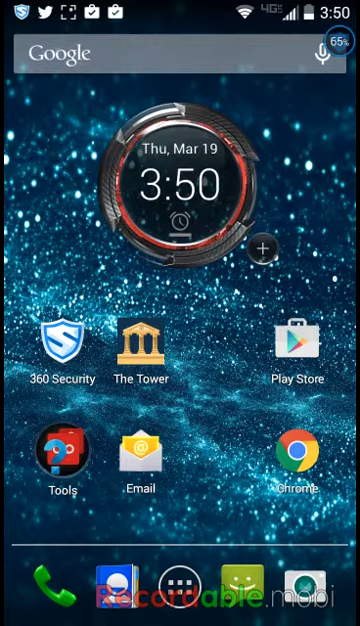 4G 3:50
Google
65%
Thu, Mar 19
3:50
360 Security The Tower Play Store
Tools Email Chrome
Recordable.mobi